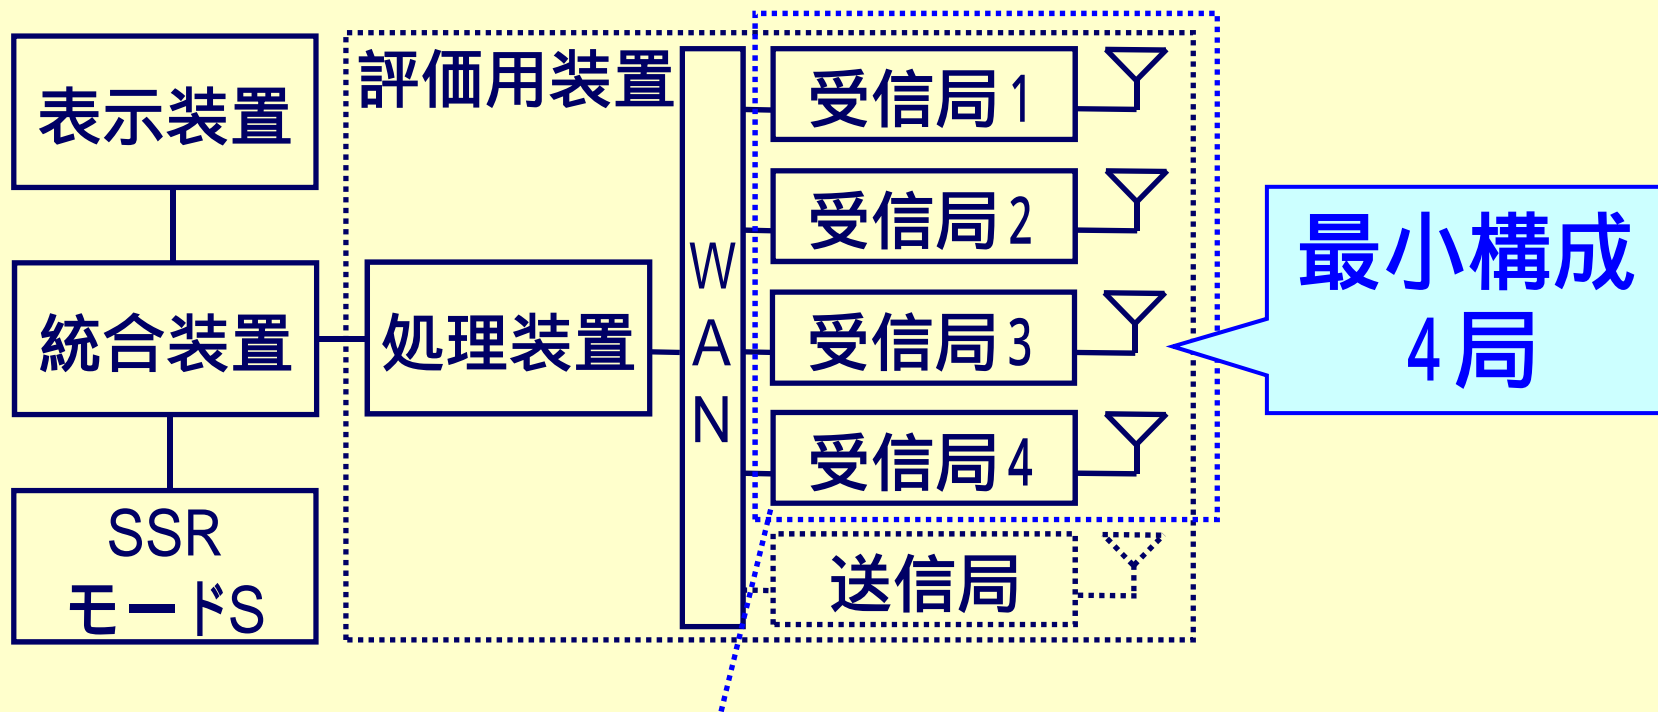 表示装置
統合装置
SSR
モードS
評価用装置
処理装置
WAN
受信局1
受信局2
受信局3
受信局4
送信局
最小構成
4局